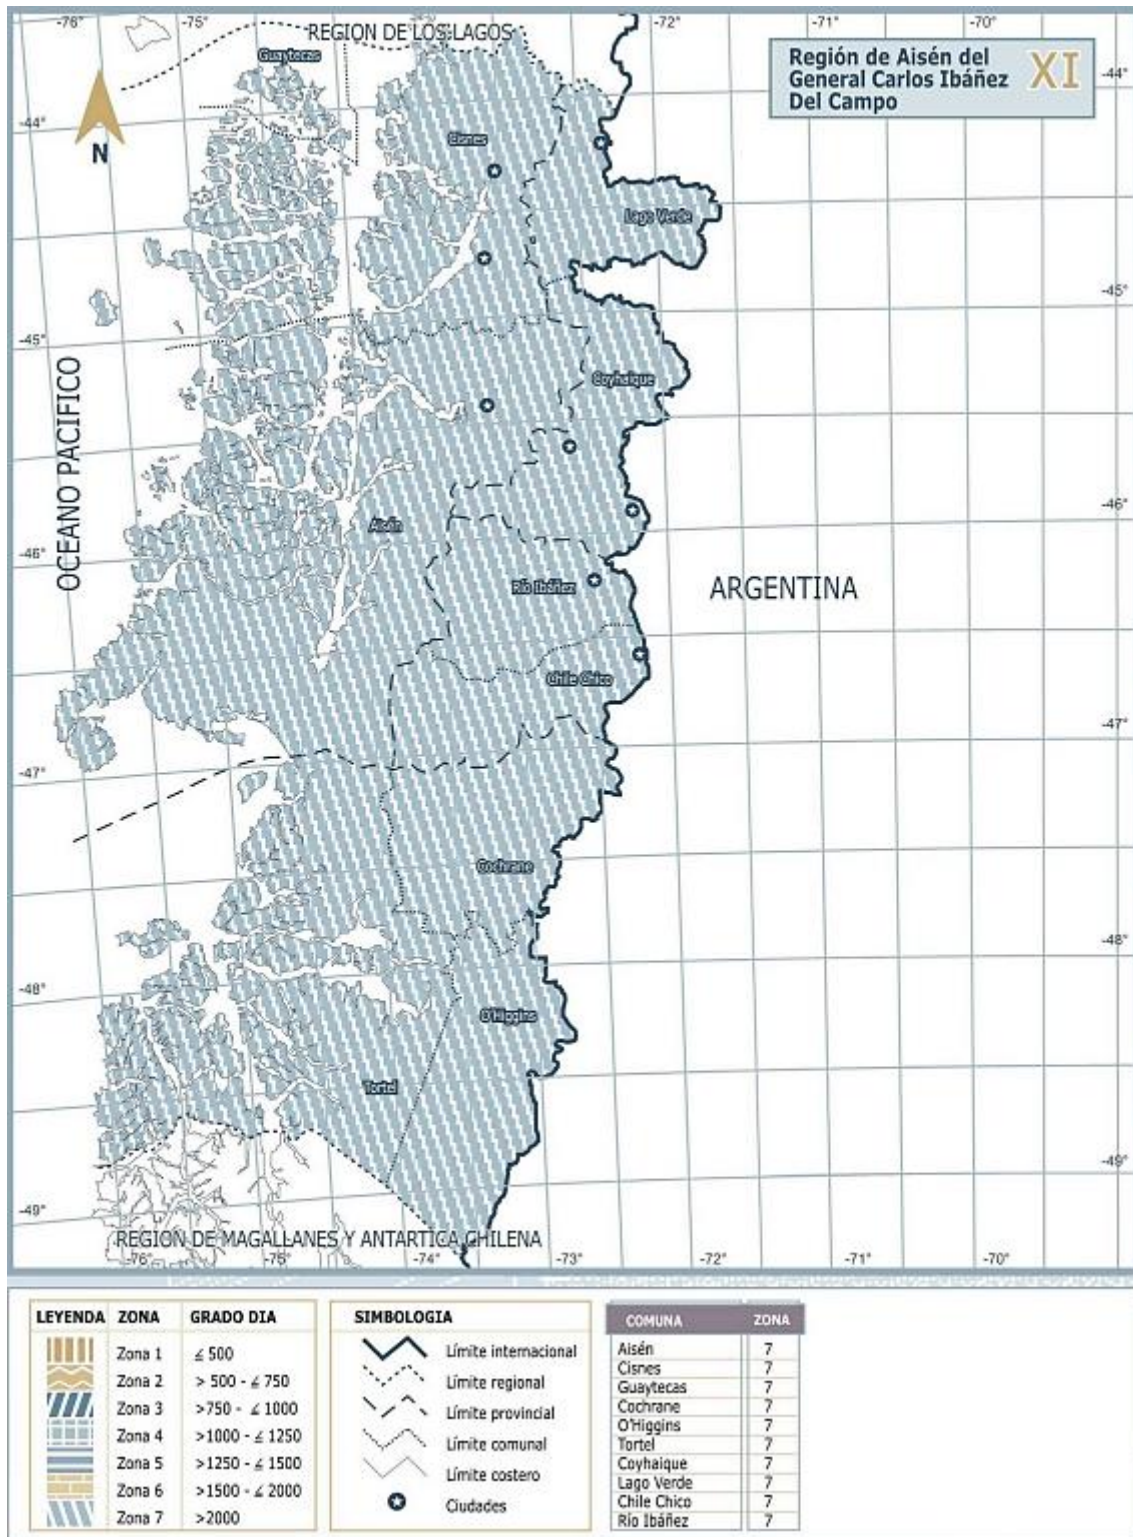 -76°
-75°
-72°
-71°
-70°
REGION DE LOS LAGOS
Guaytecas
Región de Aisén del
General Carlos Ibáñez
Del Campo
XI
-44°
-44°
N
Cisnes
Lago Verde
-45°
-45°
Coyhaique
OCEANO PACIFICO
-46°
Aisén
-46°
Río Ibáñez
ARGENTINA
Chile Chico
-47°
-47°
Cochrane
-48°
-48°
O'Higgins
Tortel
-49°
-49°
REGION DE MAGALLANES Y ANTARTICA CHILENA
-76°
-75°
-74°
-73°
-72°
-71°
-70°
LEYENDA ZONA GRADO DIA
Zona 1 ≤ 500
Zona 2 > 500 - ≤ 750
Zona 3 >750 - ≤ 1000
Zona 4 >1000 - ≤ 1250
Zona 5 >1250 - ≤ 1500
Zona 6 >1500 - ≤ 2000
Zona 7 >2000
SIMBOLOGIA
Límite internacional
Límite regional
Límite provincial
Límite comunal
Límite costero
Ciudades
COMUNA ZONA
Aisén 7
Cisnes 7
Guaytecas 7
Cochrane 7
O'Higgins 7
Tortel 7
Coyhaique 7
Lago Verde 7
Chile Chico 7
Río Ibáñez 7